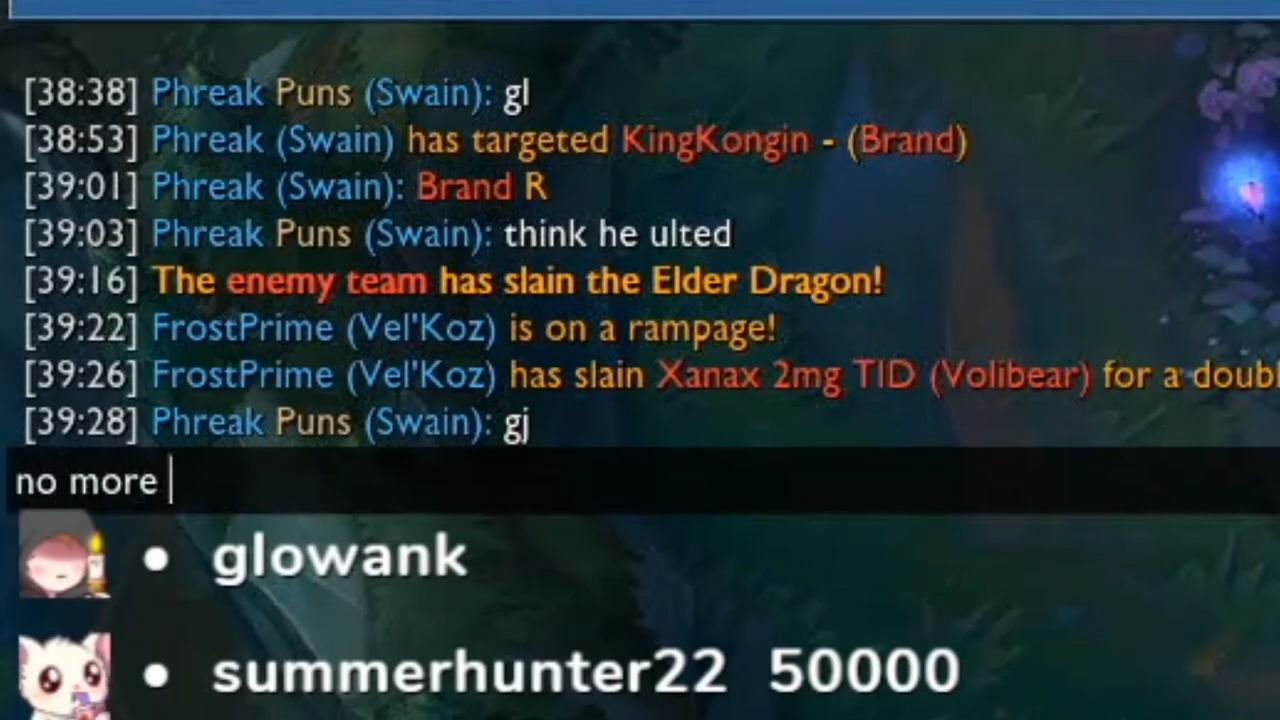 [38:38] Phreak Puns (Swain): gl
[38:53] Phreak (Swain) has targeted KingKongin - (Brand)
[39:01] Phreak (Swain): Brand R
[39:03] Phreak Puns (Swain): think he ulted
[39:16] The enemy team has slain the Elder Dragon!
[39:22] FrostPrime (Vel'Koz) is on a rampage!
[39:26] FrostPrime (Vel'Koz) has slain Xanax 2mg TID (Volibear) for a doubl
[39:28] Phreak Puns (Swain): gj
no more
• glowank
• summerhunter22 50000